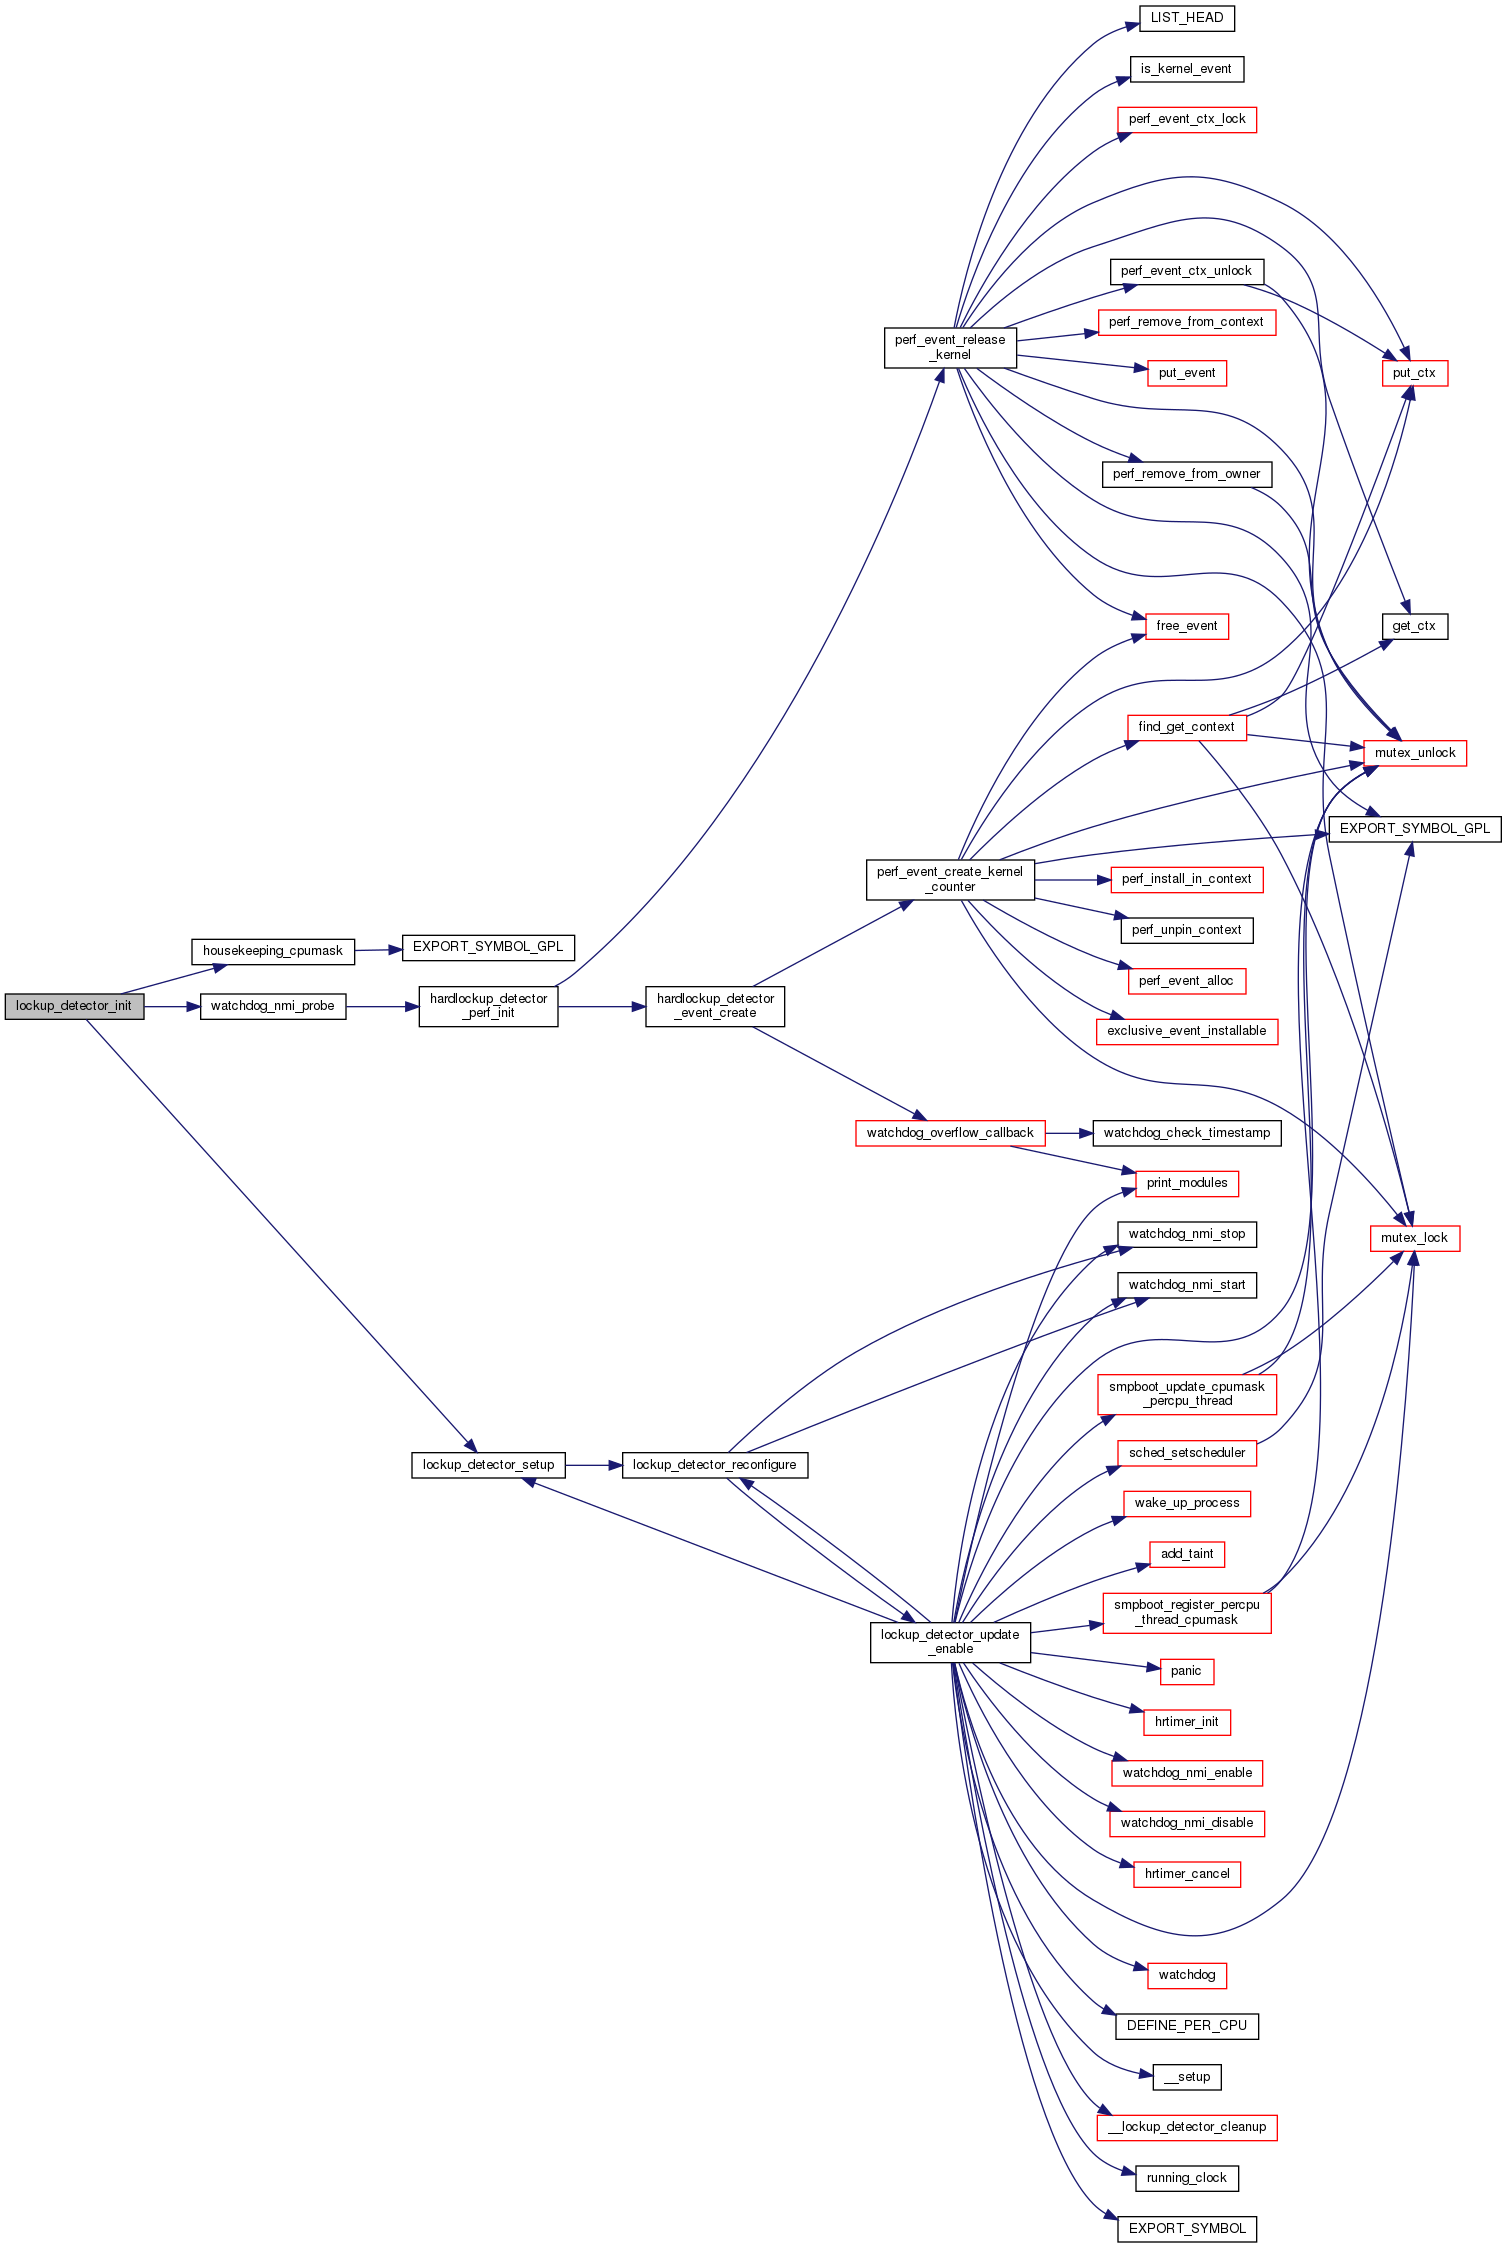 LIST_HEAD
is_kernel_event
perf_event_ctx_lock
perf_event_ctx_unlock
perf_remove_from_context
perf_event_release
_kernel
put_event
put_ctx
perf_remove_from_owner
free_event
get_ctx
find_get_context
mutex_unlock
EXPORT_SYMBOL_GPL
perf_event_create_kernel
_counter
perf_install_in_context
perf_unpin_context
housekeeping_cpumask
EXPORT_SYMBOL_GPL
perf_event_alloc
lockup_detector_init
watchdog_nmi_probe
hardlockup_detector
_perf_init
hardlockup_detector
_event_create
exclusive_event_installable
watchdog_overflow_callback
watchdog_check_timestamp
print_modules
watchdog_nmi_stop
mutex_lock
watchdog_nmi_start
smpboot_update_cpumask
_percpu_thread
sched_setscheduler
lockup_detector_setup
lockup_detector_reconfigure
wake_up_process
add_taint
smpboot_register_percpu
_thread_cpumask
lockup_detector_update
_enable
panic
hrtimer_init
watchdog_nmi_enable
watchdog_nmi_disable
hrtimer_cancel
watchdog
DEFINE_PER_CPU
__setup
__lockup_detector_cleanup
running_clock
EXPORT_SYMBOL